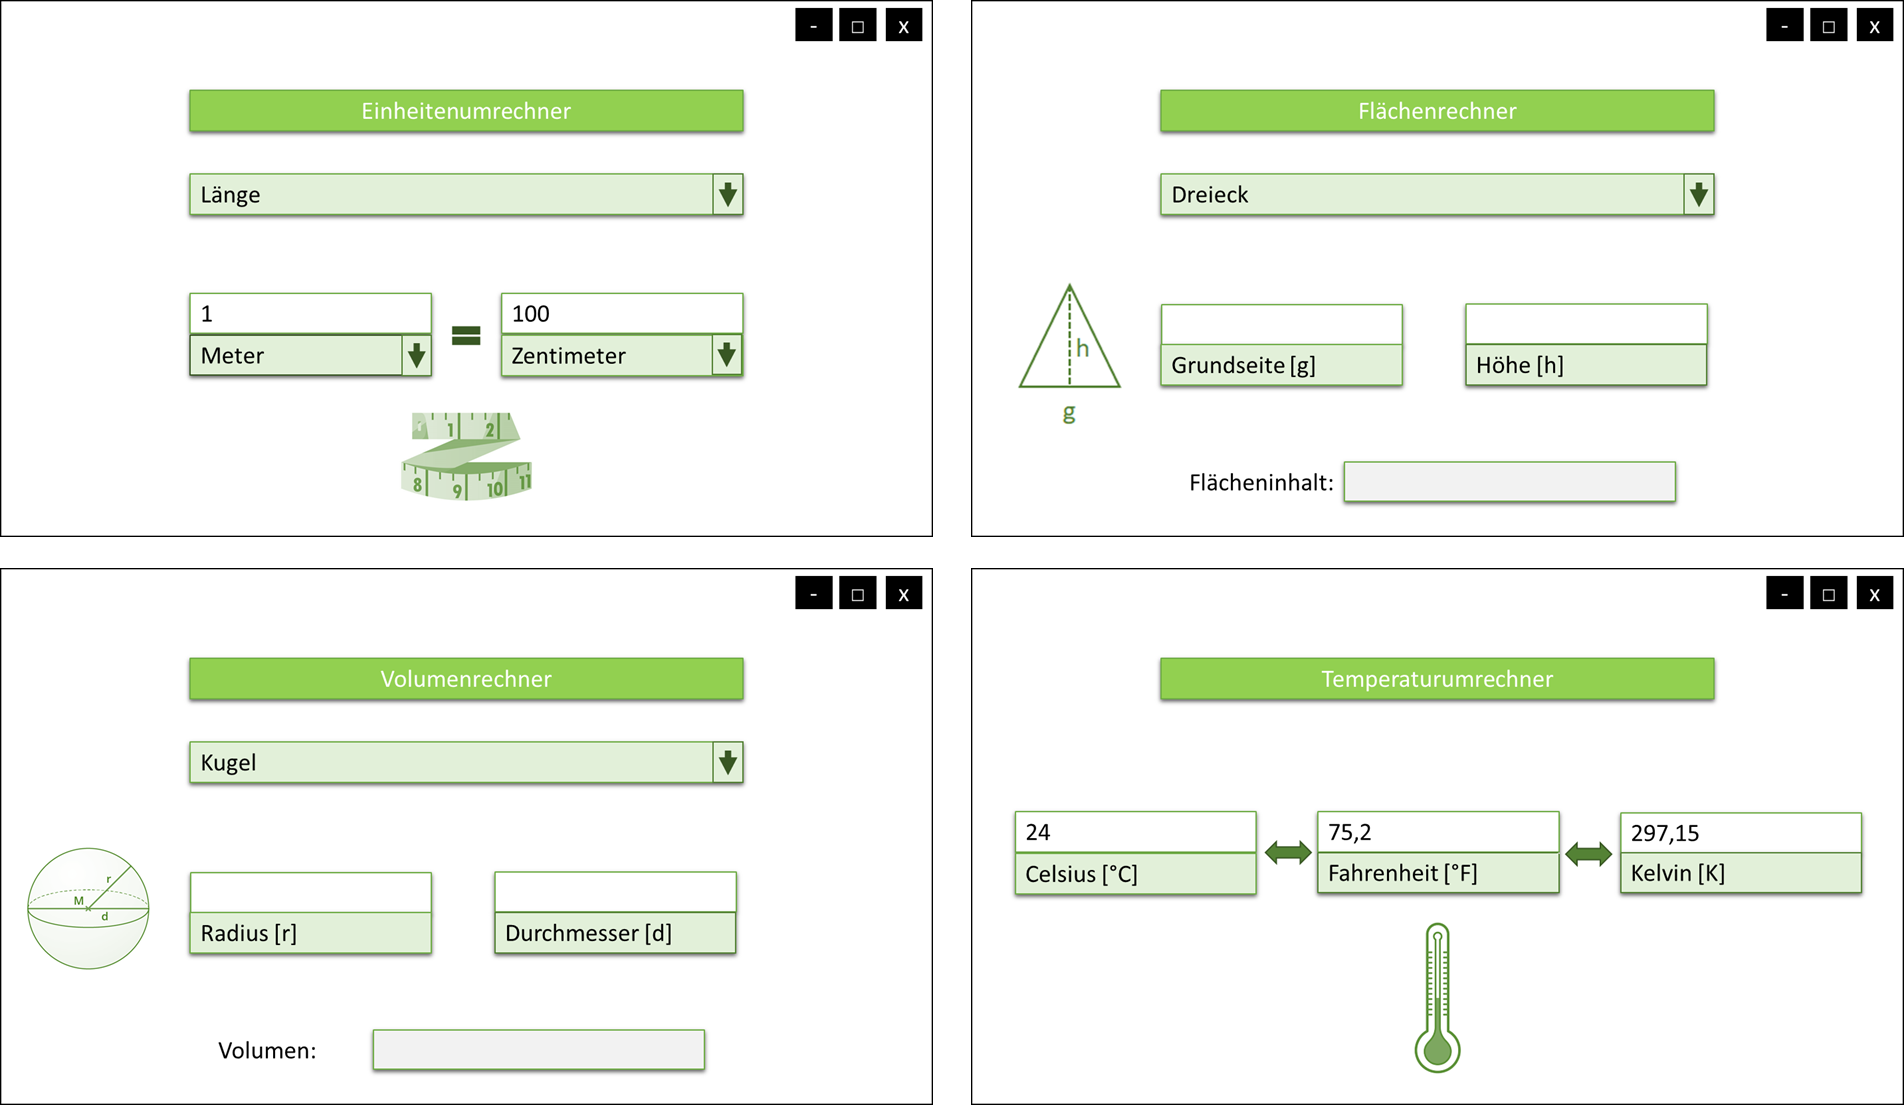 - □ x
Einheitenumrechner
Länge
1 100
Meter = Zentimeter
1 2
8 9 10 11
- □ x
Flächenrechner
Dreieck
h
Grundseite [g] Höhe [h]
g
Flächeninhalt:
- □ x
Volumenrechner
Kugel
r
M
d
Radius [r] Durchmesser [d]
Volumen:
- □ x
Temperaturumrechner
24 75,2 297,15
Celsius [°C] Fahrenheit [°F] Kelvin [K]